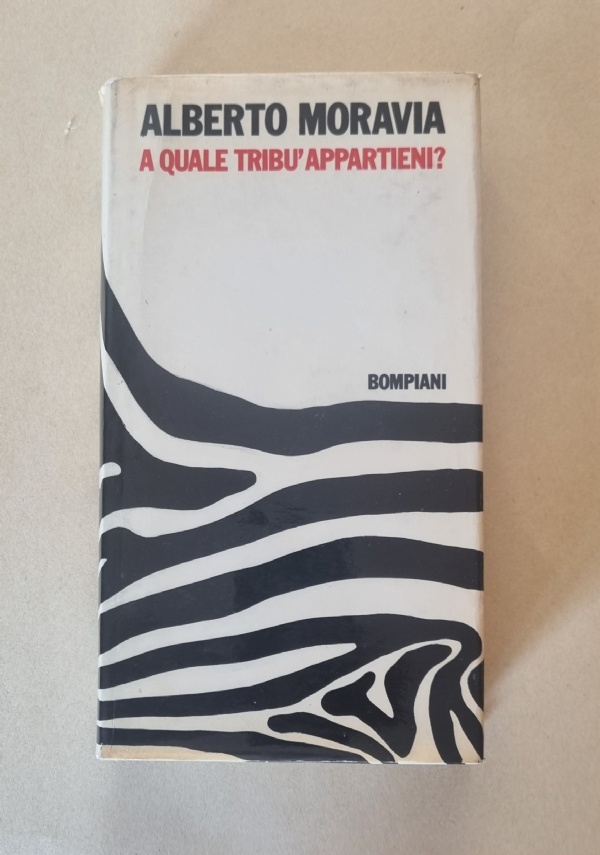 ALBERTO MORAVIA
A QUALE TRIBU' APPARTIENI?
BOMPIANI